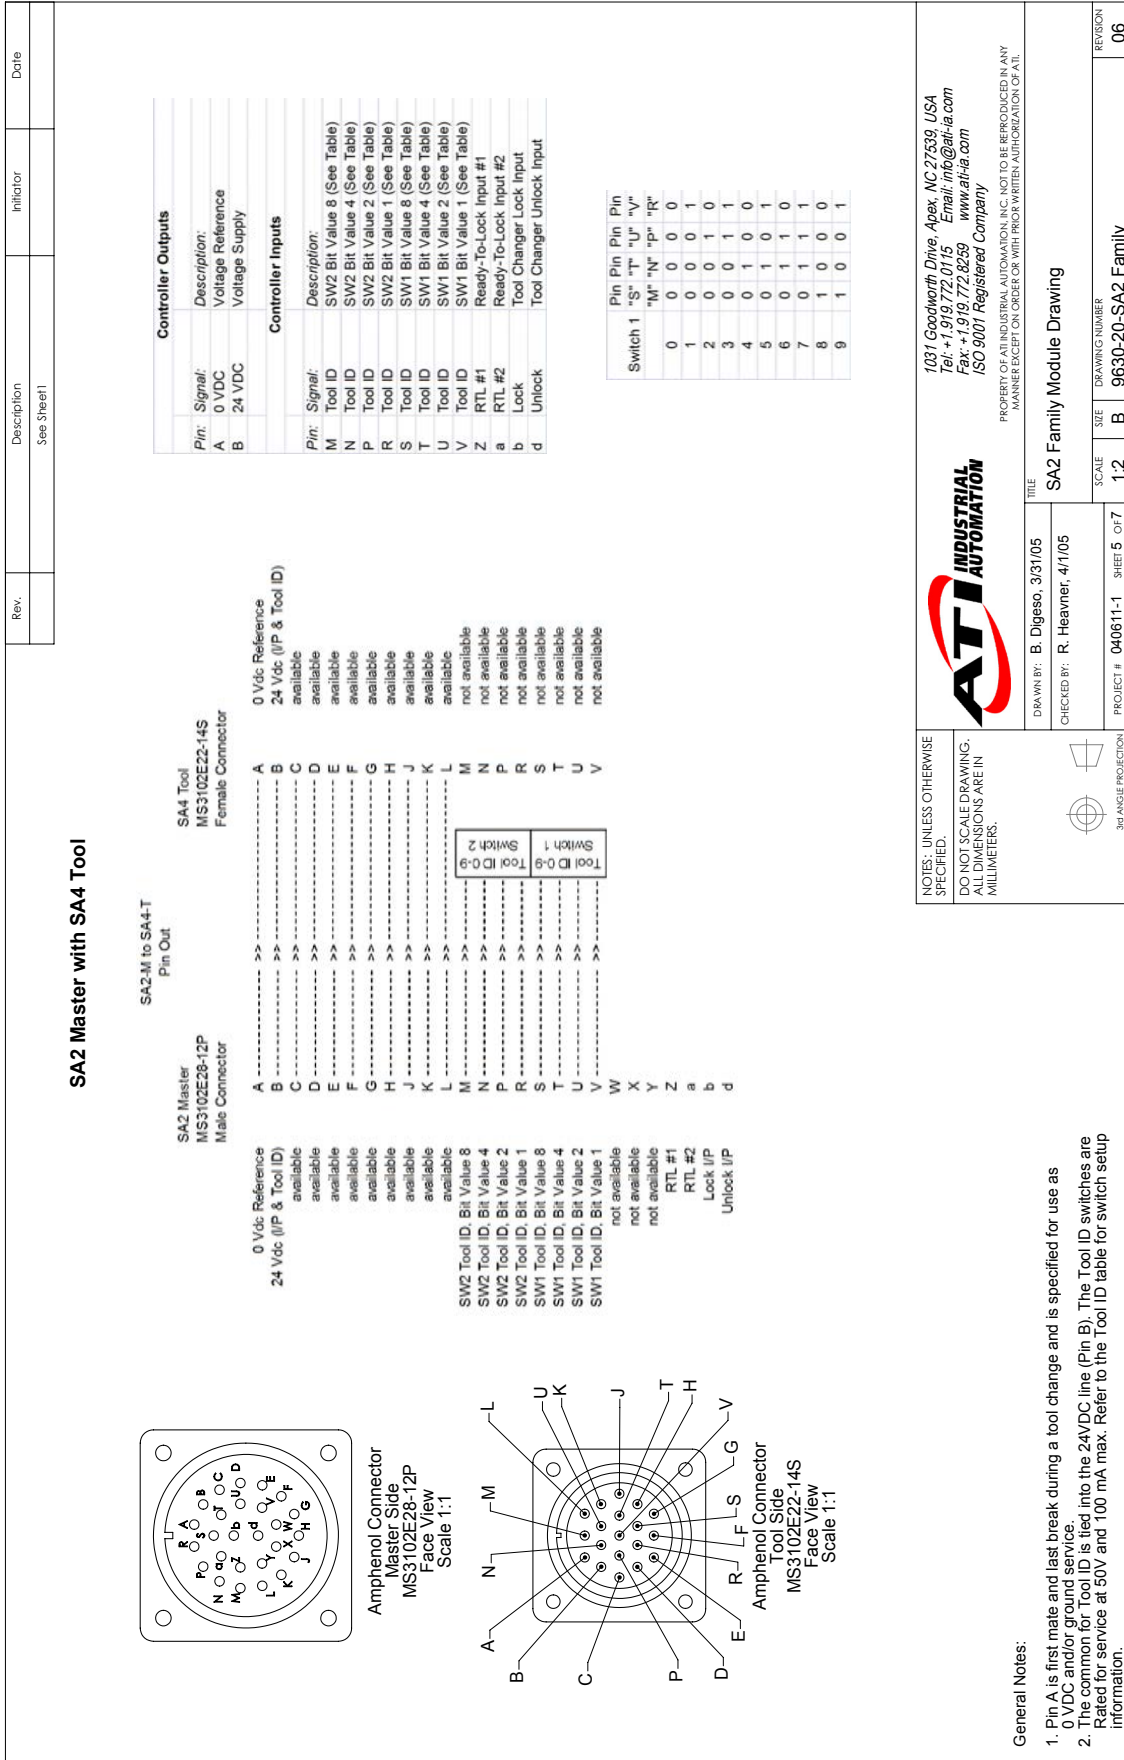 Rev.
Description
Initiator
Date
See Sheet1
SA2 Master with SA4 Tool
SA2-M to SA4-T
Pin Out
SA2 Master
MS3102E28-12P
Male Connector
SA4 Tool
MS3102E22-14S
Female Connector
0 Vdc Reference A >> A 0 Vdc Reference
24 Vdc (I/P & Tool ID) B >> B 24 Vdc (I/P & Tool ID)
available C >> C available
available D >> D available
available E >> E available
available F >> F available
available G >> G available
available H >> H available
available J >> J available
available K >> K available
available L >> L available
SW2 Tool ID, Bit Value 8 M >> M not available
SW2 Tool ID, Bit Value 4 N >> N not available
SW2 Tool ID, Bit Value 2 P >> P not available
SW2 Tool ID, Bit Value 1 R >> R not available
SW1 Tool ID, Bit Value 8 S >> S not available
SW1 Tool ID, Bit Value 4 T >> T not available
SW1 Tool ID, Bit Value 2 U >> U not available
SW1 Tool ID, Bit Value 1 V >> V not available
not available W
not available X
not available Y
RTL #1 Z
RTL #2 a
Lock I/P b
Unlock I/P d
Tool ID 0-9
Switch 2
Tool ID 0-9
Switch 1
Controller Outputs
Pin: Signal: Description:
A 0 VDC Voltage Reference
B 24 VDC Voltage Supply
Controller Inputs
Pin: Signal: Description:
M Tool ID SW2 Bit Value 8 (See Table)
N Tool ID SW2 Bit Value 4 (See Table)
P Tool ID SW2 Bit Value 2 (See Table)
R Tool ID SW2 Bit Value 1 (See Table)
S Tool ID SW1 Bit Value 8 (See Table)
T Tool ID SW1 Bit Value 4 (See Table)
U Tool ID SW1 Bit Value 2 (See Table)
V Tool ID SW1 Bit Value 1 (See Table)
Z RTL #1 Ready-To-Lock Input #1
a RTL #2 Ready-To-Lock Input #2
b Lock Tool Changer Lock Input
d Unlock Tool Changer Unlock Input
Pin Pin Pin Pin
Switch 1 "S" "T" "U" "V"
"M" "N" "P" "R"
0 0 0 0 0
1 0 0 0 1
2 0 0 1 0
3 0 0 1 1
4 0 1 0 0
5 0 1 0 1
6 0 1 1 0
7 0 1 1 1
8 1 0 0 0
9 1 0 0 1
R A
P S B
N a T C
M Z b U D
L Y d V E
K X W F
J H G
Amphenol Connector
Master Side
MS3102E28-12P
Face View
Scale 1:1
A
N
M
L
B
U
K
C
J
P
T
D
H
E
R
F
S
G
V
Amphenol Connector
Tool Side
MS3102E22-14S
Face View
Scale 1:1
General Notes:
1. Pin A is first mate and last break during a tool change and is specified for use as
0 VDC and/or ground service.
2. The common for Tool ID is tied into the 24VDC line (Pin B). The Tool ID switches are
Rated for service at 50V and 100 mA max. Refer to the Tool ID table for switch setup
information.
NOTES: UNLESS OTHERWISE
SPECIFIED.
DO NOT SCALE DRAWING.
ALL DIMENSIONS ARE IN
MILLIMETERS.
3rd ANGLE PROJECTION
ATI INDUSTRIAL
AUTOMATION
1031 Goodworth Drive, Apex, NC 27539, USA
Tel: +1.919.772.0115 Email: info@ati-ia.com
Fax: +1.919.772.8259 www.ati-ia.com
ISO 9001 Registered Company
PROPERTY OF ATI INDUSTRIAL AUTOMATION, INC. NOT TO BE REPRODUCED IN ANY
MANNER EXCEPT ON ORDER OR WITH PRIOR WRITTEN AUTHORIZATION OF ATI.
DRAWN BY: B. Digeso, 3/31/05
CHECKED BY: R. Heavner, 4/1/05
TITLE
SA2 Family Module Drawing
PROJECT # 040611-1 SHEET 5 OF 7
SCALE 1:2
SIZE B
DRAWING NUMBER 9630-20-SA2 Family
REVISION 06